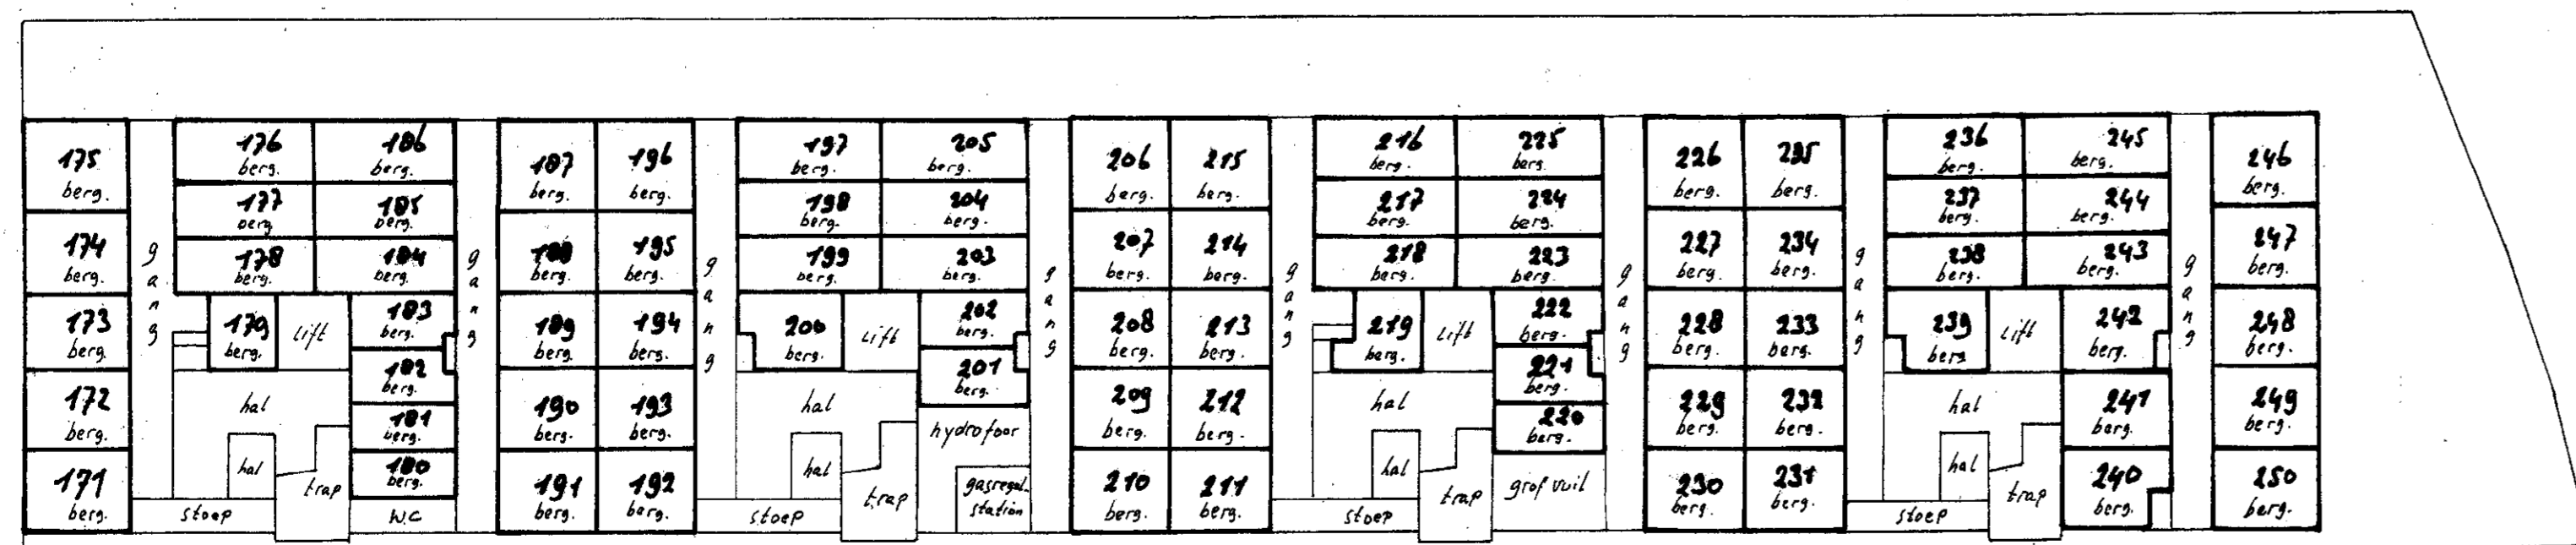 175
berg.
174
berg.
173
berg.
172
berg.
171
berg.
gang
176
berg.
177
berg
178
berg.
179
berg.
lift
hal
hal
trap
stoep
186
berg.
185
berg.
184
berg.
183
berg.
182
berg.
181
berg.
180
berg.
W.C
gang
187
berg.
188
berg.
189
berg.
190
berg.
191
berg.
196
berg.
195
berg.
194
berg.
193
berg.
192
berg.
gang
197
berg.
198
berg.
199
berg.
200
berg.
lift
hal
hal
trap
stoep
205
berg.
204
berg.
203
berg.
202
berg.
201
berg.
hydrofoor
gasregel-
station
gang
206
berg.
207
berg.
208
berg.
209
berg.
210
berg.
215
berg.
214
berg.
213
berg.
212
berg.
211
berg.
gang
216
berg.
217
berg.
218
berg.
219
berg.
lift
hal
hal
trap
stoep
225
berg.
224
berg.
223
berg.
222
berg.
221
berg.
220
berg.
grof vuil
gang
226
berg.
227
berg.
228
berg.
229
berg.
230
berg.
235
berg.
234
berg.
233
berg.
232
berg.
231
berg.
gang
236
berg.
237
berg.
238
berg.
239
berg
lift
hal
hal
trap
stoep
245
berg.
244
berg.
243
berg.
242
berg.
241
berg.
240
berg.
gang
246
berg.
247
berg.
248
berg.
249
berg.
250
berg.